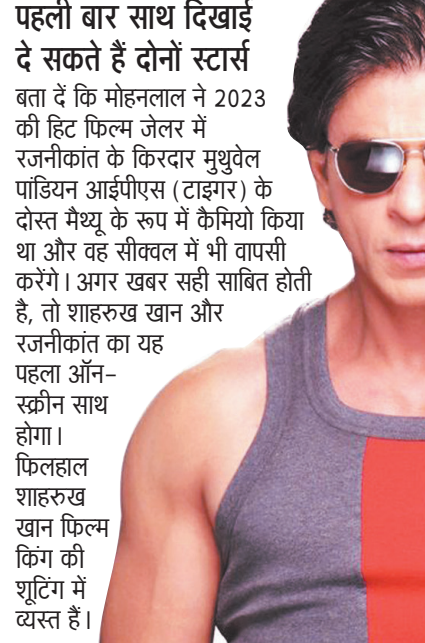 पहली बार साथ दिखाई
दे सकते हैं दोनों स्टार्स
बता दें कि मोहनलाल ने 2023
की हिट फिल्म जेलर में
रजनीकांत के किरदार मुथुवेल
पांडियन आईपीएस (टाइगर) के
दोस्त मैथ्यू के रूप में कैमियो किया
था और वह सीक्वल में भी वापसी
करेंगे। अगर खबर सही साबित होती
है, तो शाहरुख खान और
रजनीकांत का यह
पहला ऑन-
स्क्रीन साथ
होगा।
फिलहाल
शाहरुख
खान फिल्म
किंग की
शूटिंग में
व्यस्त हैं।